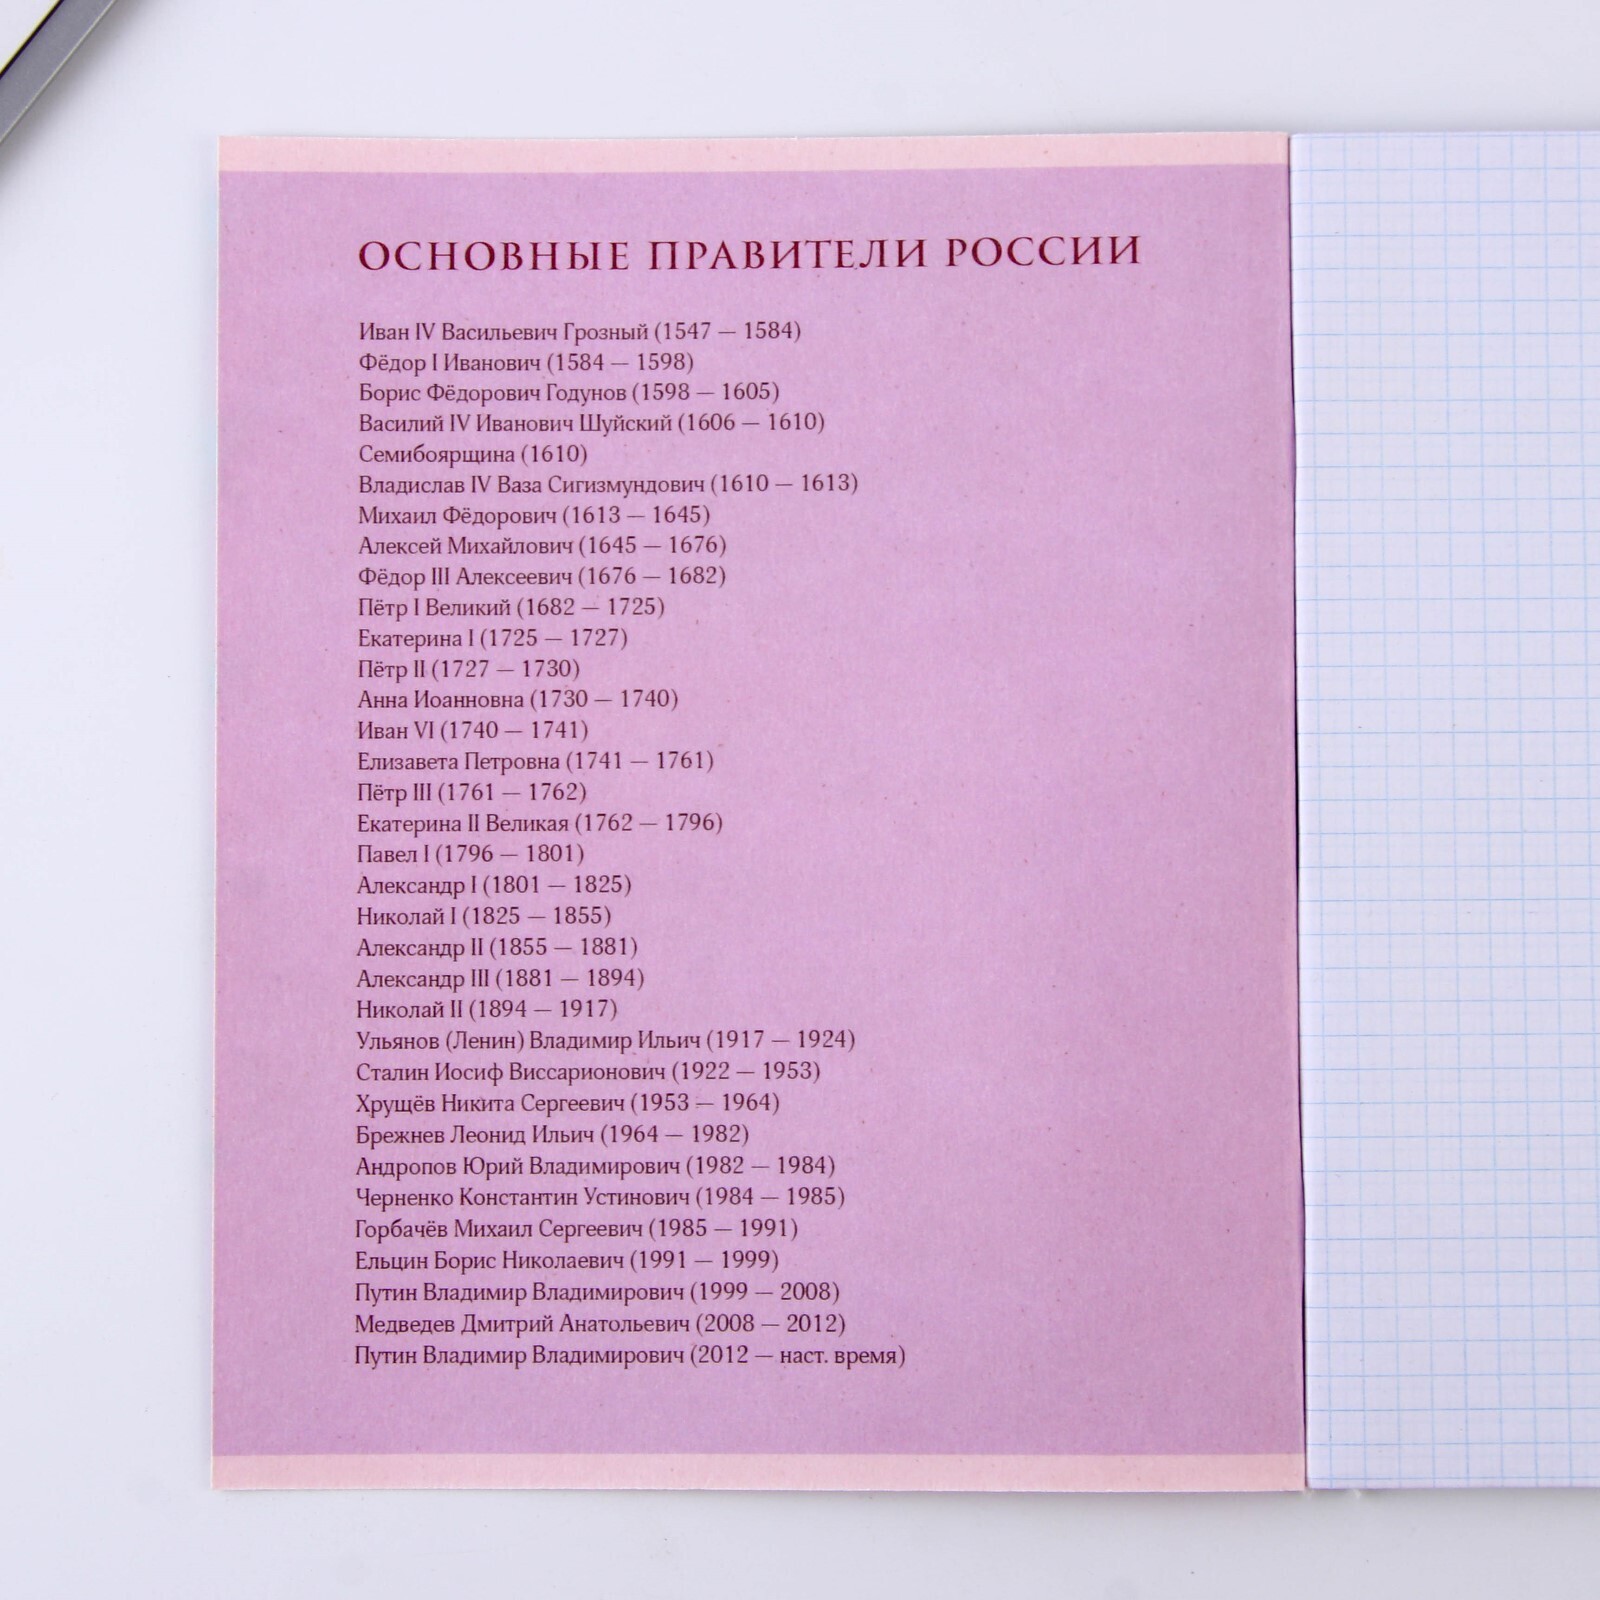 ОСНОВНЫЕ ПРАВИТЕЛИ РОССИИ
Иван IV Васильевич Грозный (1547 — 1584)
Фёдор I Иванович (1584 — 1598)
Борис Фёдорович Годунов (1598 — 1605)
Василий IV Иванович Шуйский (1606 — 1610)
Семибоярщина (1610)
Владислав IV Ваза Сигизмундович (1610 — 1613)
Михаил Фёдорович (1613 — 1645)
Алексей Михайлович (1645 — 1676)
Фёдор III Алексеевич (1676 — 1682)
Пётр I Великий (1682 — 1725)
Екатерина I (1725 — 1727)
Пётр II (1727 — 1730)
Анна Иоанновна (1730 — 1740)
Иван VI (1740 — 1741)
Елизавета Петровна (1741 — 1761)
Пётр III (1761 — 1762)
Екатерина II Великая (1762 — 1796)
Павел I (1796 — 1801)
Александр I (1801 — 1825)
Николай I (1825 — 1855)
Александр II (1855 — 1881)
Александр III (1881 — 1894)
Николай II (1894 — 1917)
Ульянов (Ленин) Владимир Ильич (1917 — 1924)
Сталин Иосиф Виссарионович (1922 — 1953)
Хрущёв Никита Сергеевич (1953 — 1964)
Брежнев Леонид Ильич (1964 — 1982)
Андропов Юрий Владимирович (1982 — 1984)
Черненко Константин Устинович (1984 — 1985)
Горбачёв Михаил Сергеевич (1985 — 1991)
Ельцин Борис Николаевич (1991 — 1999)
Путин Владимир Владимирович (1999 — 2008)
Медведев Дмитрий Анатольевич (2008 — 2012)
Путин Владимир Владимирович (2012 — наст. время)